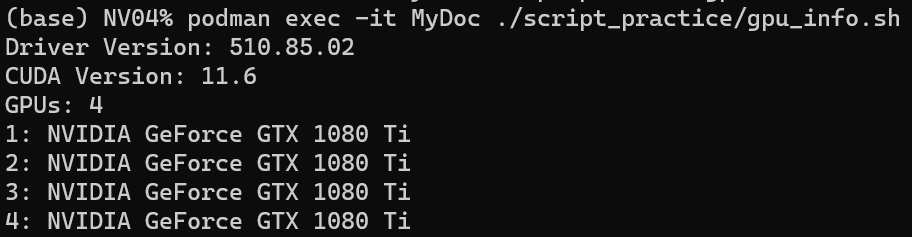 (base) NV04% podman exec -it MyDoc ./script_practice/gpu_info.sh
Driver Version: 510.85.02
CUDA Version: 11.6
GPUs: 4
1: NVIDIA GeForce GTX 1080 Ti
2: NVIDIA GeForce GTX 1080 Ti
3: NVIDIA GeForce GTX 1080 Ti
4: NVIDIA GeForce GTX 1080 Ti